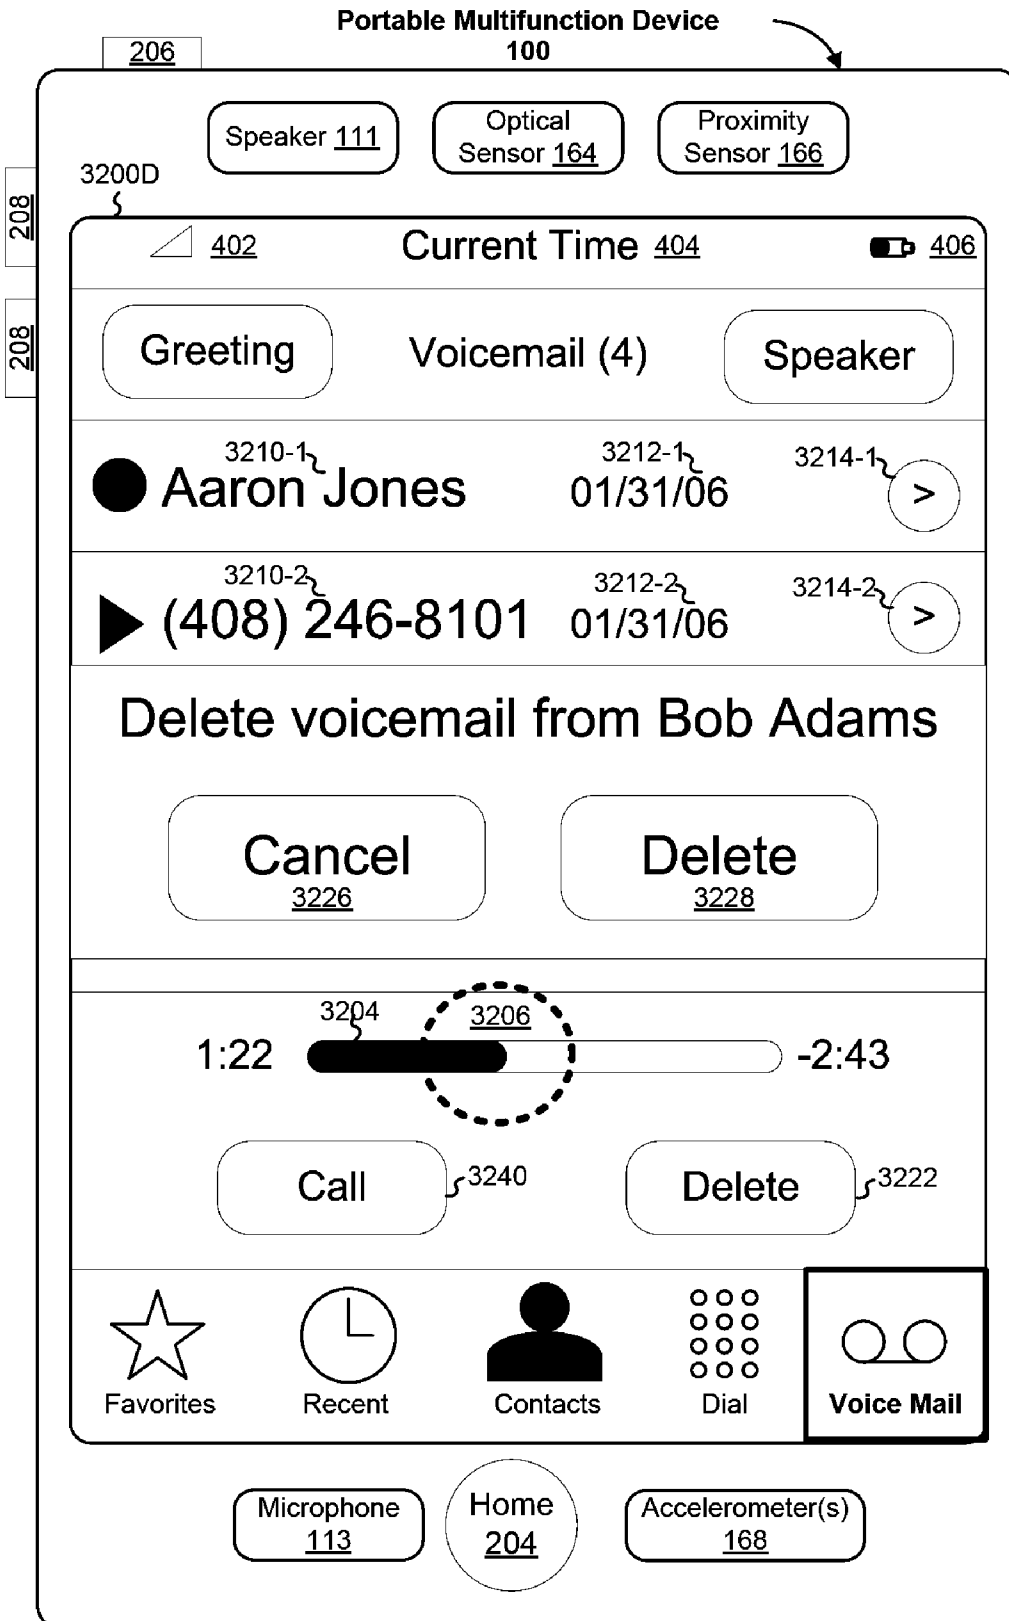 Portable Multifunction Device
100
206
Speaker 111
Optical
Sensor 164
Proximity
Sensor 166
3200D
208
208
402
Current Time 404
406
Greeting
Voicemail (4)
Speaker
3210-1
3212-1
3214-1
Aaron Jones
01/31/06
>
3210-2
3212-2
3214-2
(408) 246-8101
01/31/06
>
Delete voicemail from Bob Adams
Cancel
3226
Delete
3228
3204
3206
1:22
-2:43
Call
3240
Delete
3222
Favorites
Recent
Contacts
Dial
Voice Mail
Microphone
113
Home
204
Accelerometer(s)
168